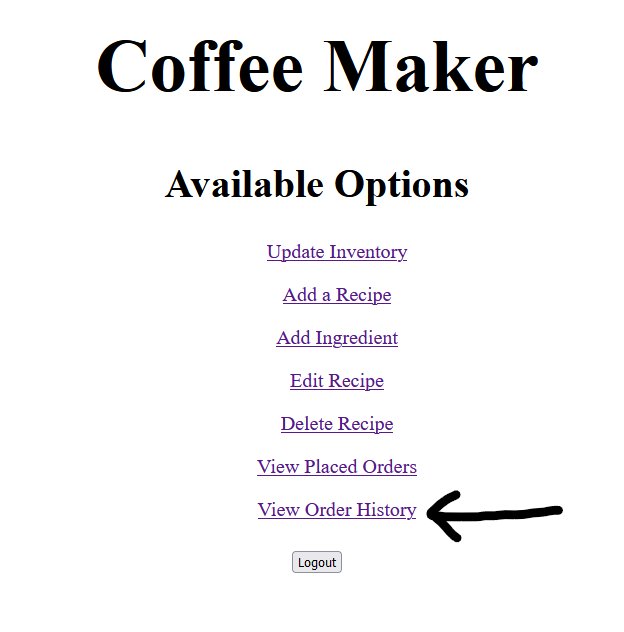 Coffee Maker
Available Options
Update Inventory
Add a Recipe
Add Ingredient
Edit Recipe
Delete Recipe
View Placed Orders
View Order History
Logout